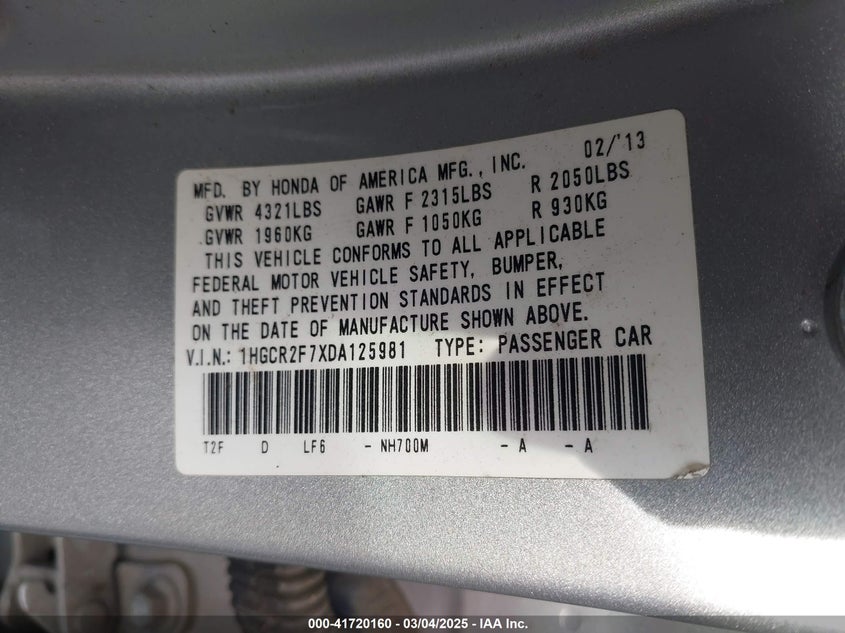 02/'13
MFD. BY HONDA OF AMERICA MFG., INC.
GVWR 4321LBS GAWR F 2315LBS R 2050LBS
GVWR 1960KG GAWR F 1050KG R 930KG
THIS VEHICLE CONFORMS TO ALL APPLICABLE
FEDERAL MOTOR VEHICLE SAFETY, BUMPER,
AND THEFT PREVENTION STANDARDS IN EFFECT
ON THE DATE OF MANUFACTURE SHOWN ABOVE.
V.I.N.: 1HGCR2F7XDA125981 TYPE: PASSENGER CAR
T2F D LF6 - NH700M - A - A
000-41720160 — 03/04/2025 — IAA Inc.